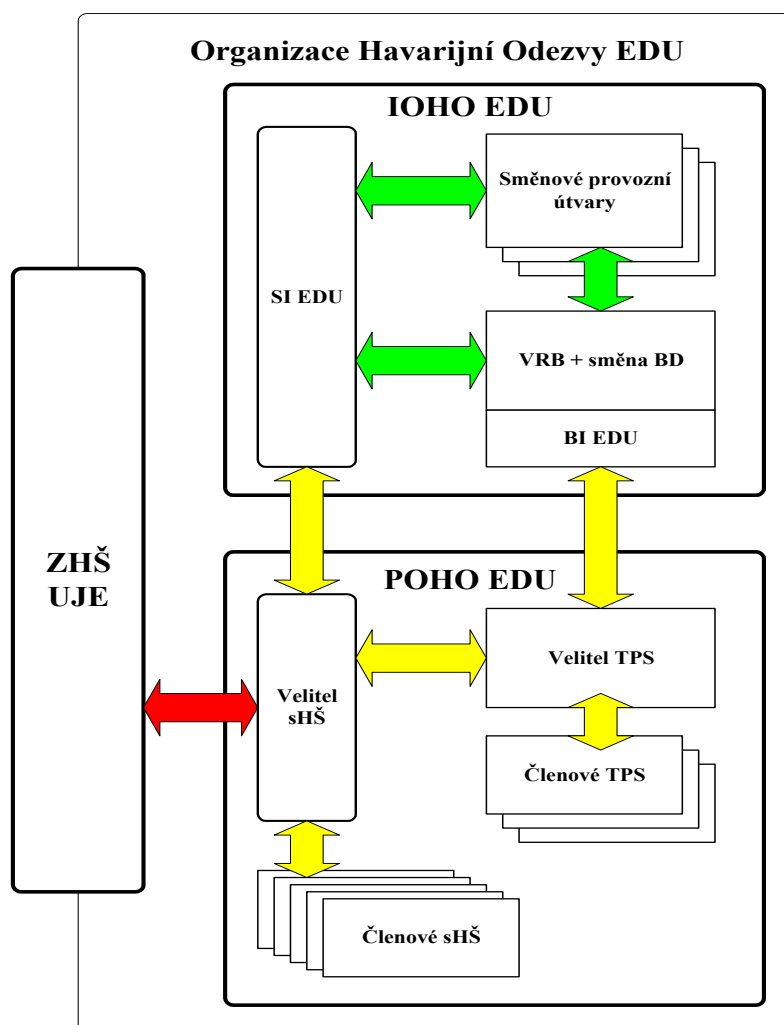 Organizace Havarijní Odezvy EDU
IOHO EDU
SI EDU
Směnové provozní
útvary
VRB + směna BD
BI EDU
ZHŠ
UJE
POHO EDU
Velitel
sHŠ
Velitel TPS
Členové TPS
Členové sHŠ